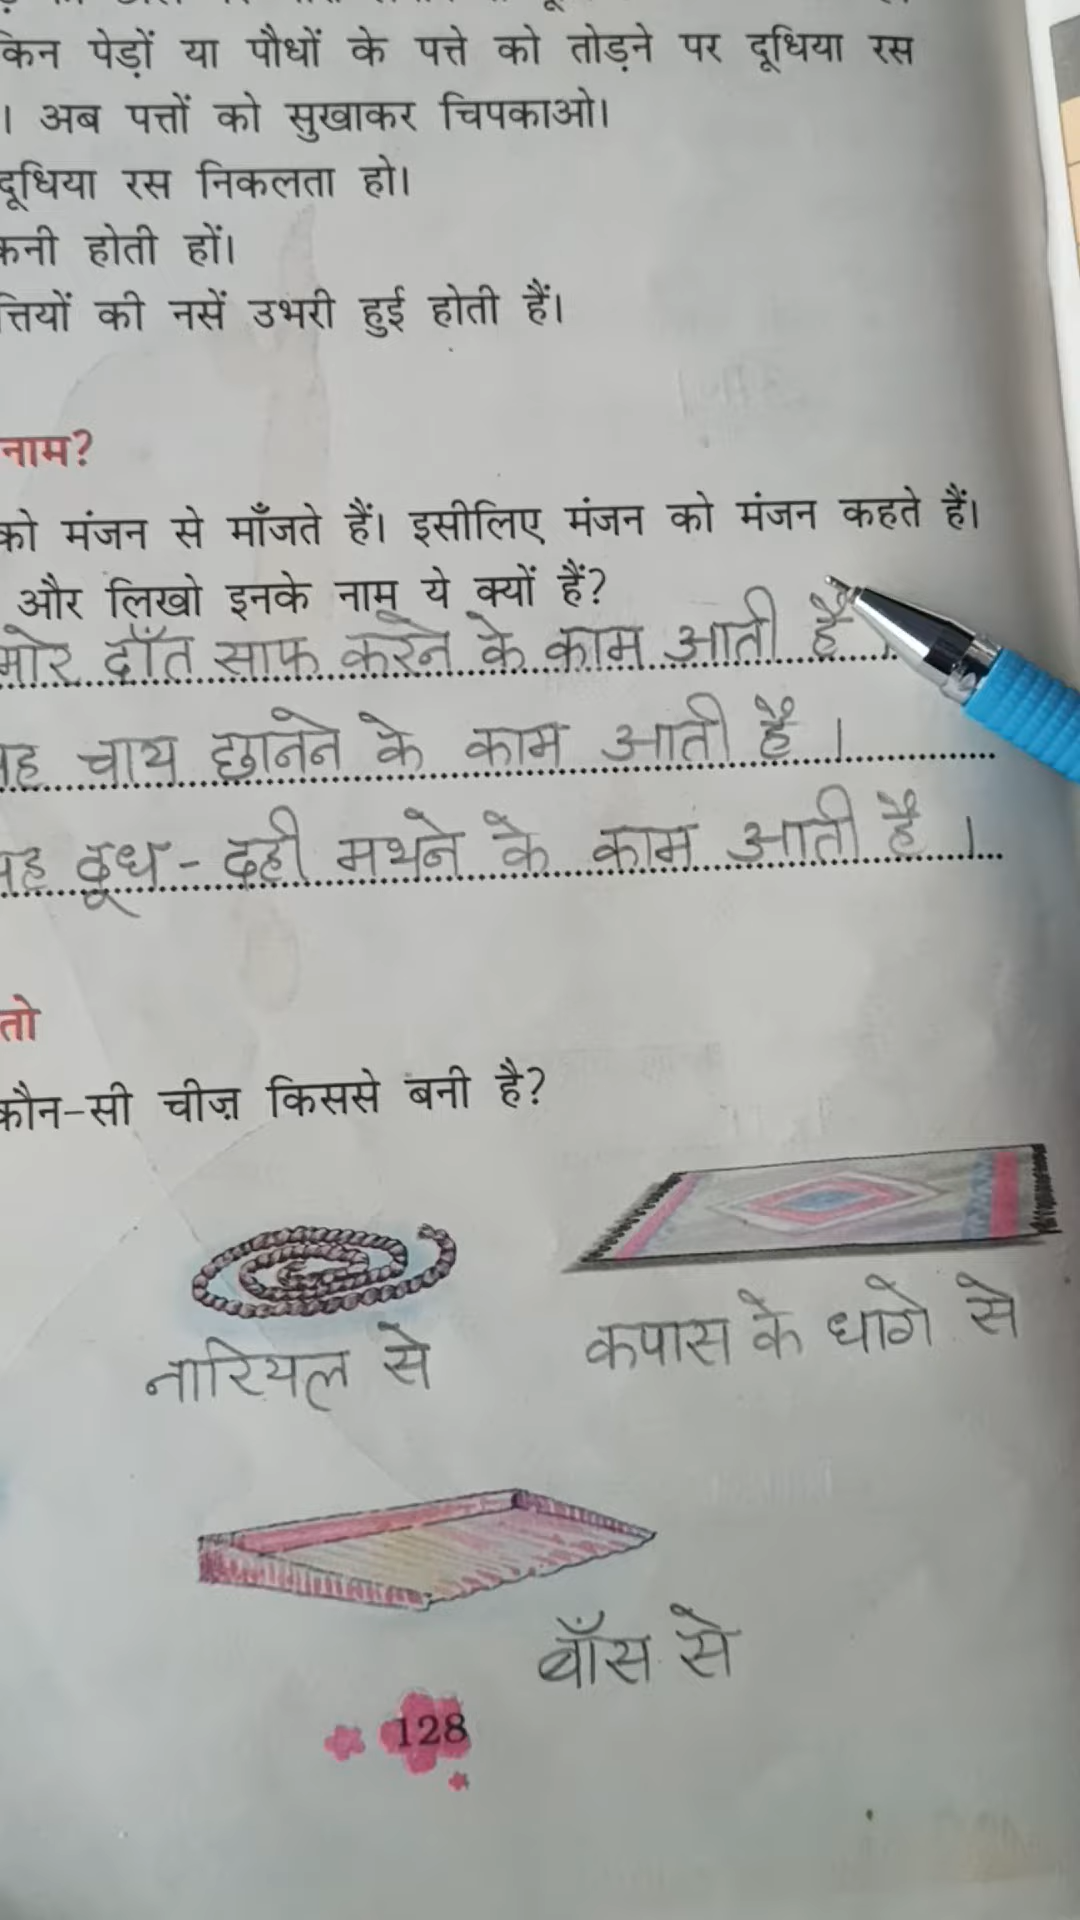 पेड़ों या पौधों के पत्ते को तोड़ने पर दूधिया रस
। अब पत्तों को सुखाकर चिपकाओ।
दूधिया रस निकलता हो।
होती हों।
की नसें उभरी हुई होती हैं।
नाम?
को मंजन से माँजते हैं। इसीलिए मंजन को मंजन कहते हैं।
और लिखो इनके नाम ये क्यों हैं?
दाँत साफ करने के काम आती है ।
चाय छानने के काम आती है ।
दूध - दही मथने के काम आती है ।
तो
कौन-सी चीज़ किससे बनी है?
नारियल से
कपास के धागे से
बाँस से
128